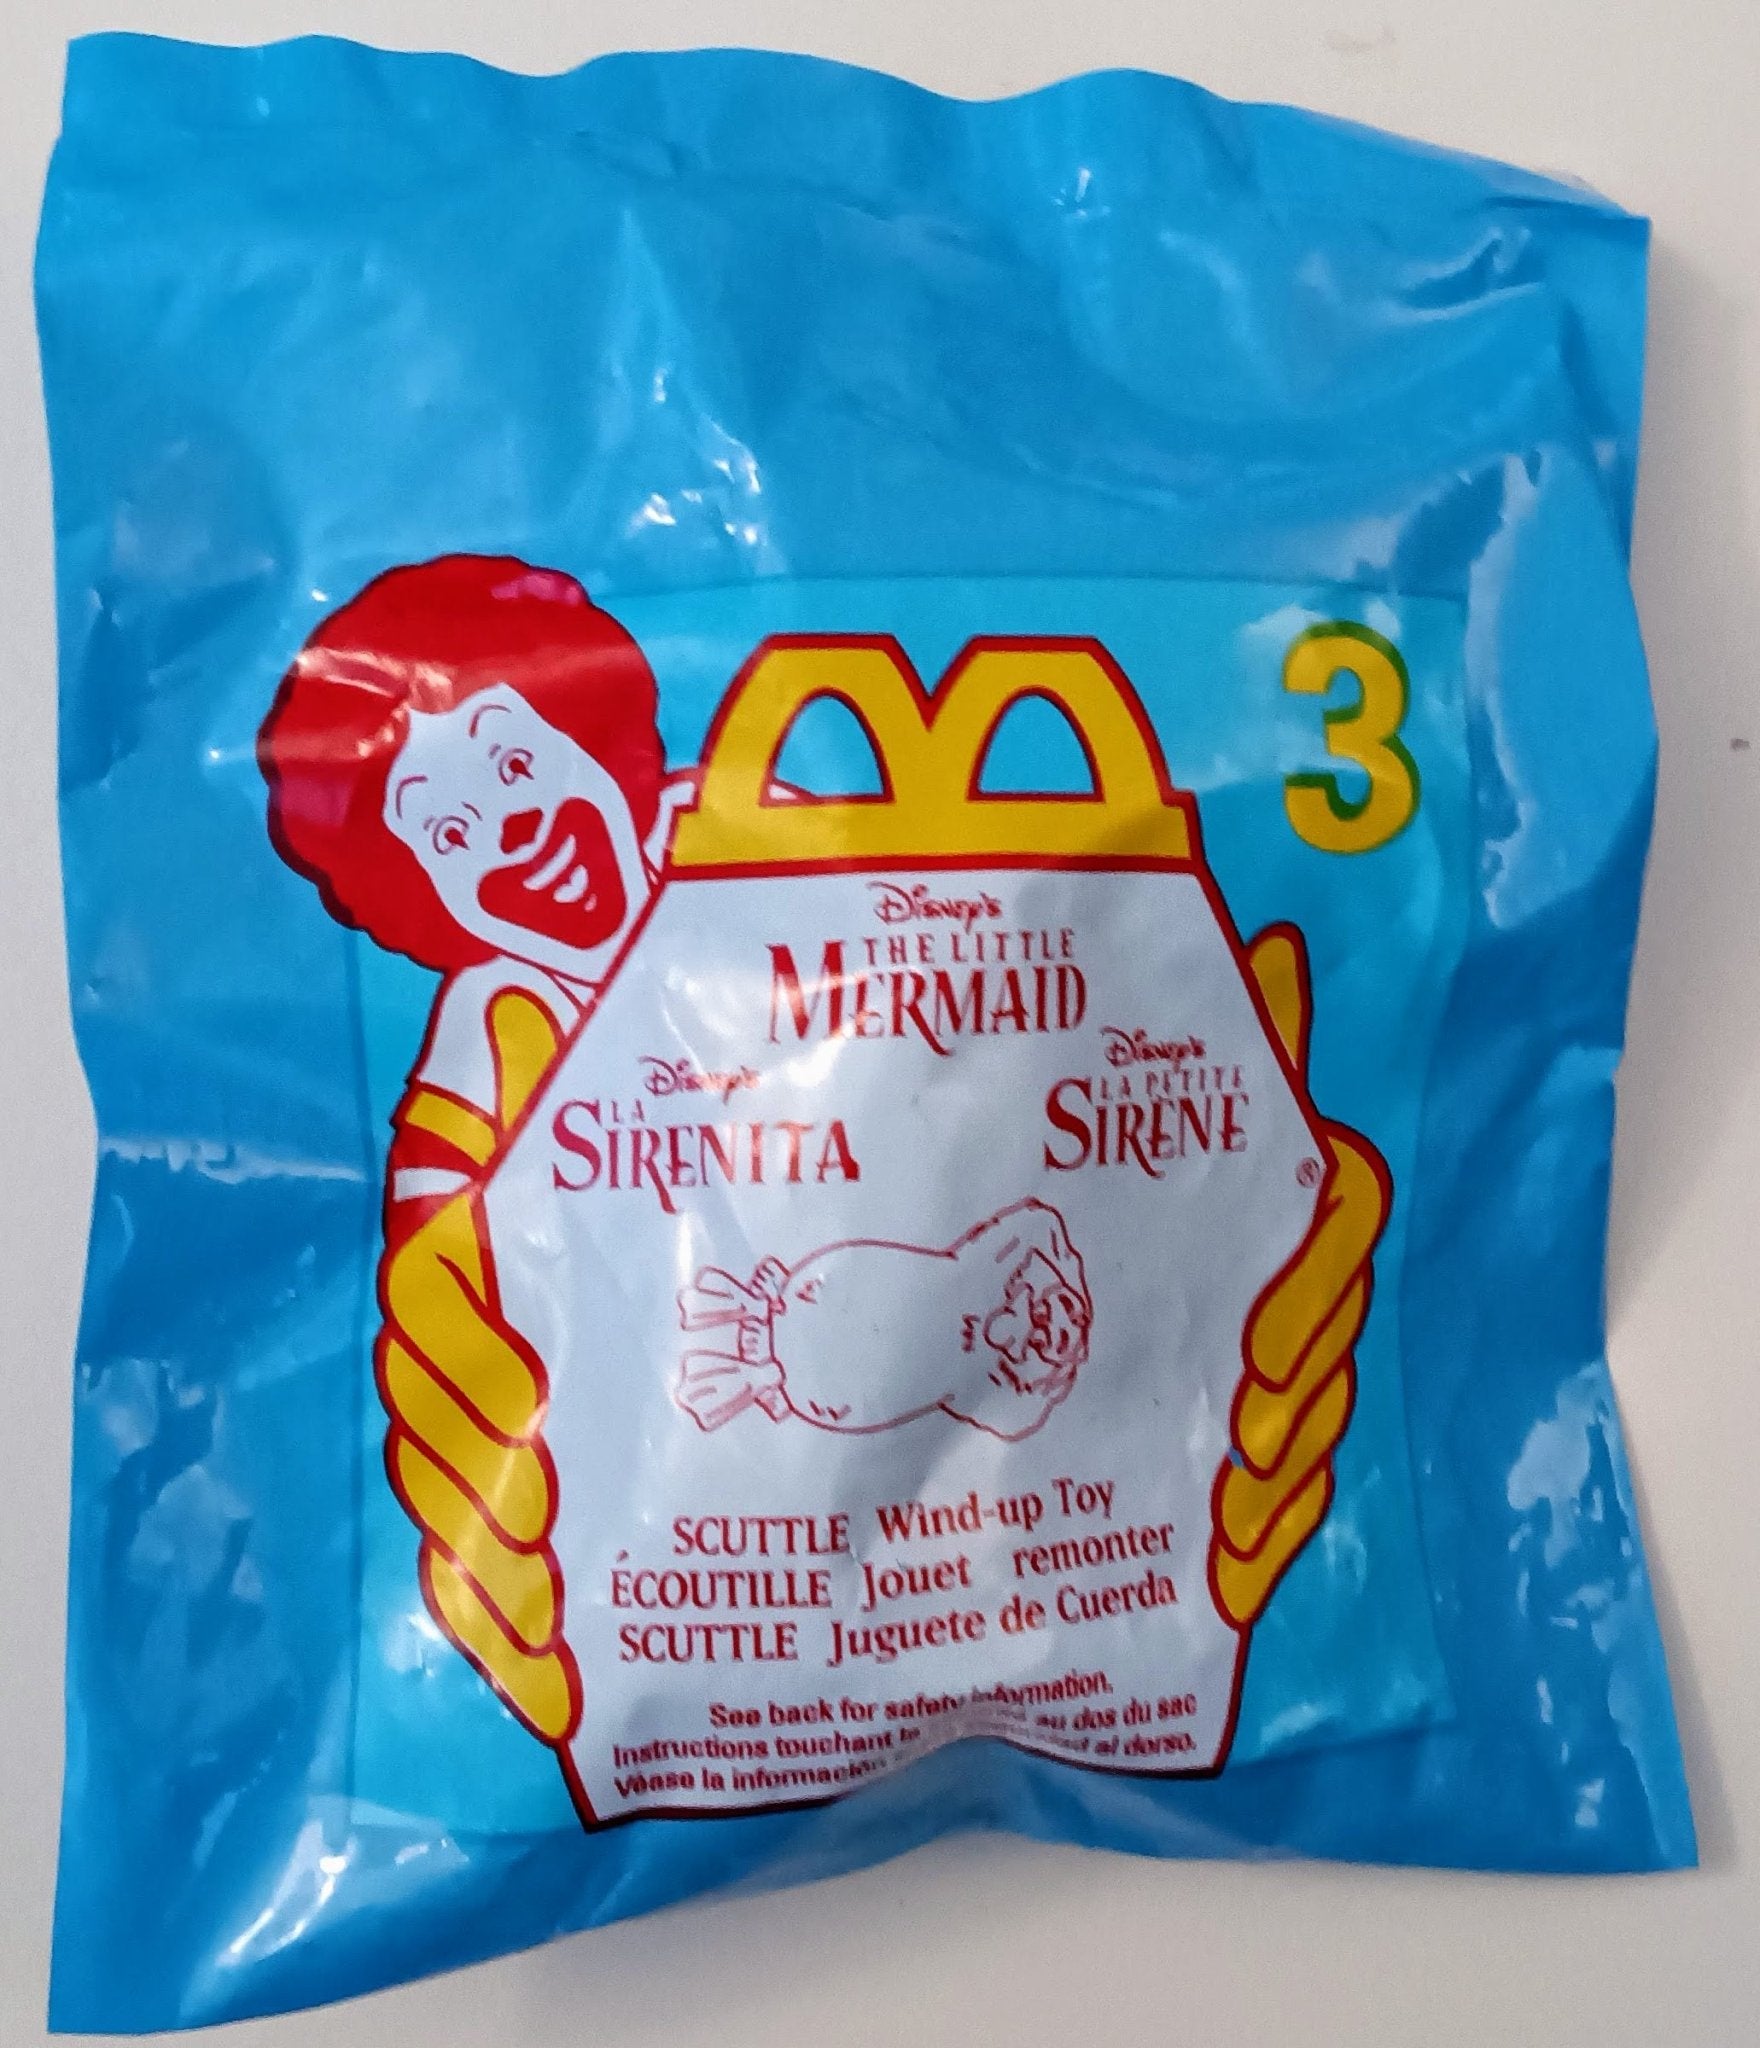 3
Disney's
THE LITTLE
MERMAID
Disney's
LA
SIRENITA
Disney's
LA PETITE
SIRÈNE
®
SCUTTLE Wind-up Toy
ÉCOUTILLE Jouet remonter
SCUTTLE Juguete de Cuerda
See back for safety information.
Instructions touchant la au dos du sac
Véase la información al dorso.